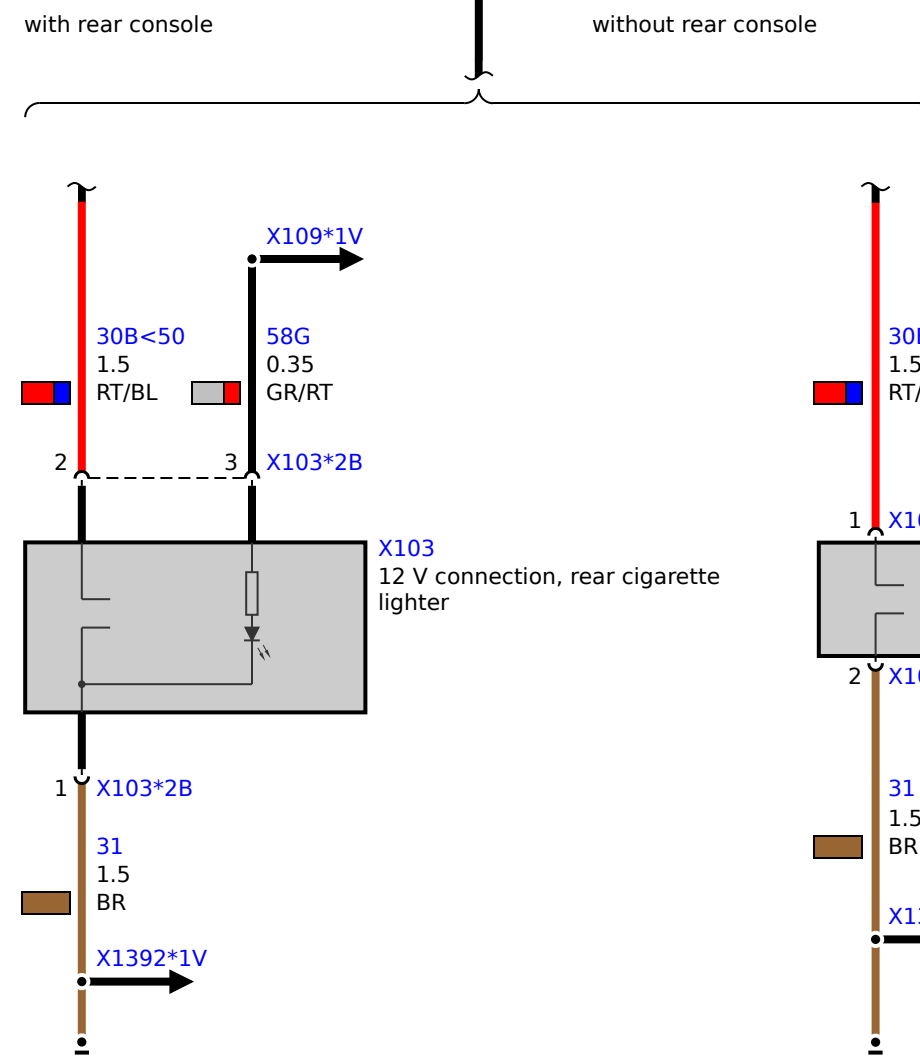 with rear console
without rear console
X109*1V
30B<50
1.5
RT/BL
58G
0.35
GR/RT
1.5
2
3
X103*2B
1
X103
12 V connection, rear cigarette
lighter
2
1
X103*2B
31
1.5
BR
31
1.5
BR
X1392*1V